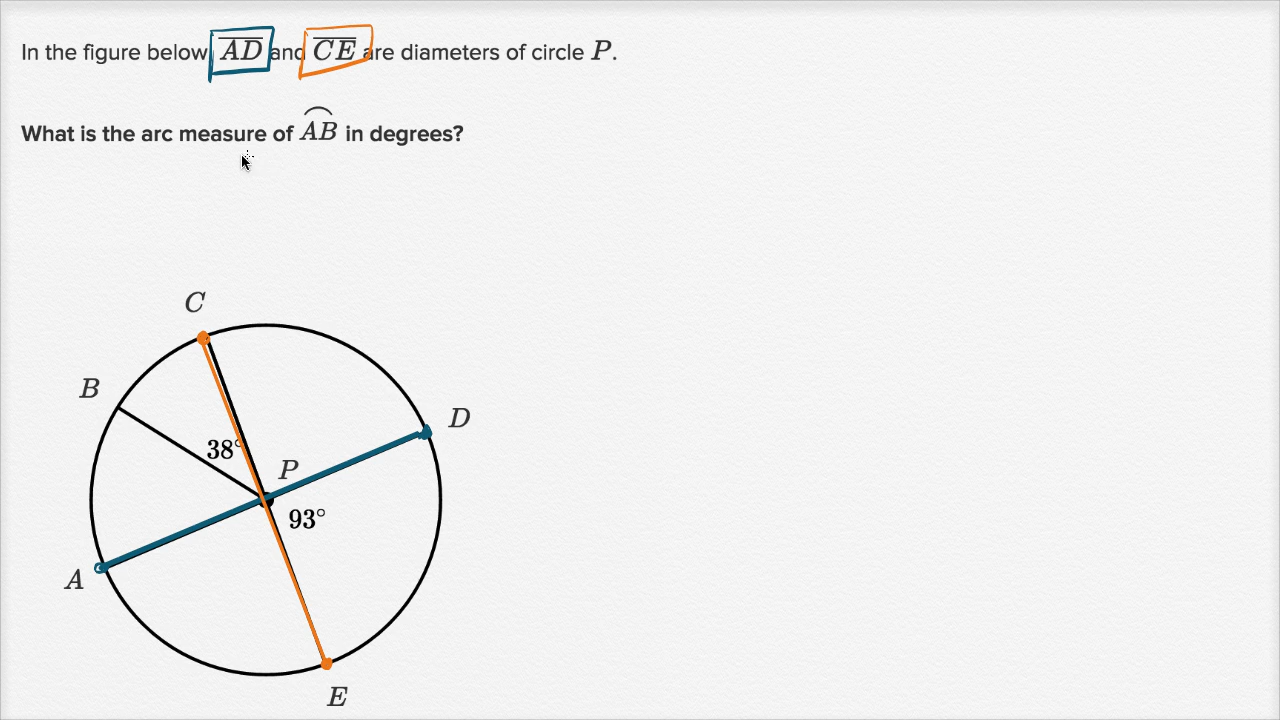 In the figure below, AD and CE are diameters of circle P.
What is the arc measure of AB in degrees?
C
B
D
38°
P
93°
A
E